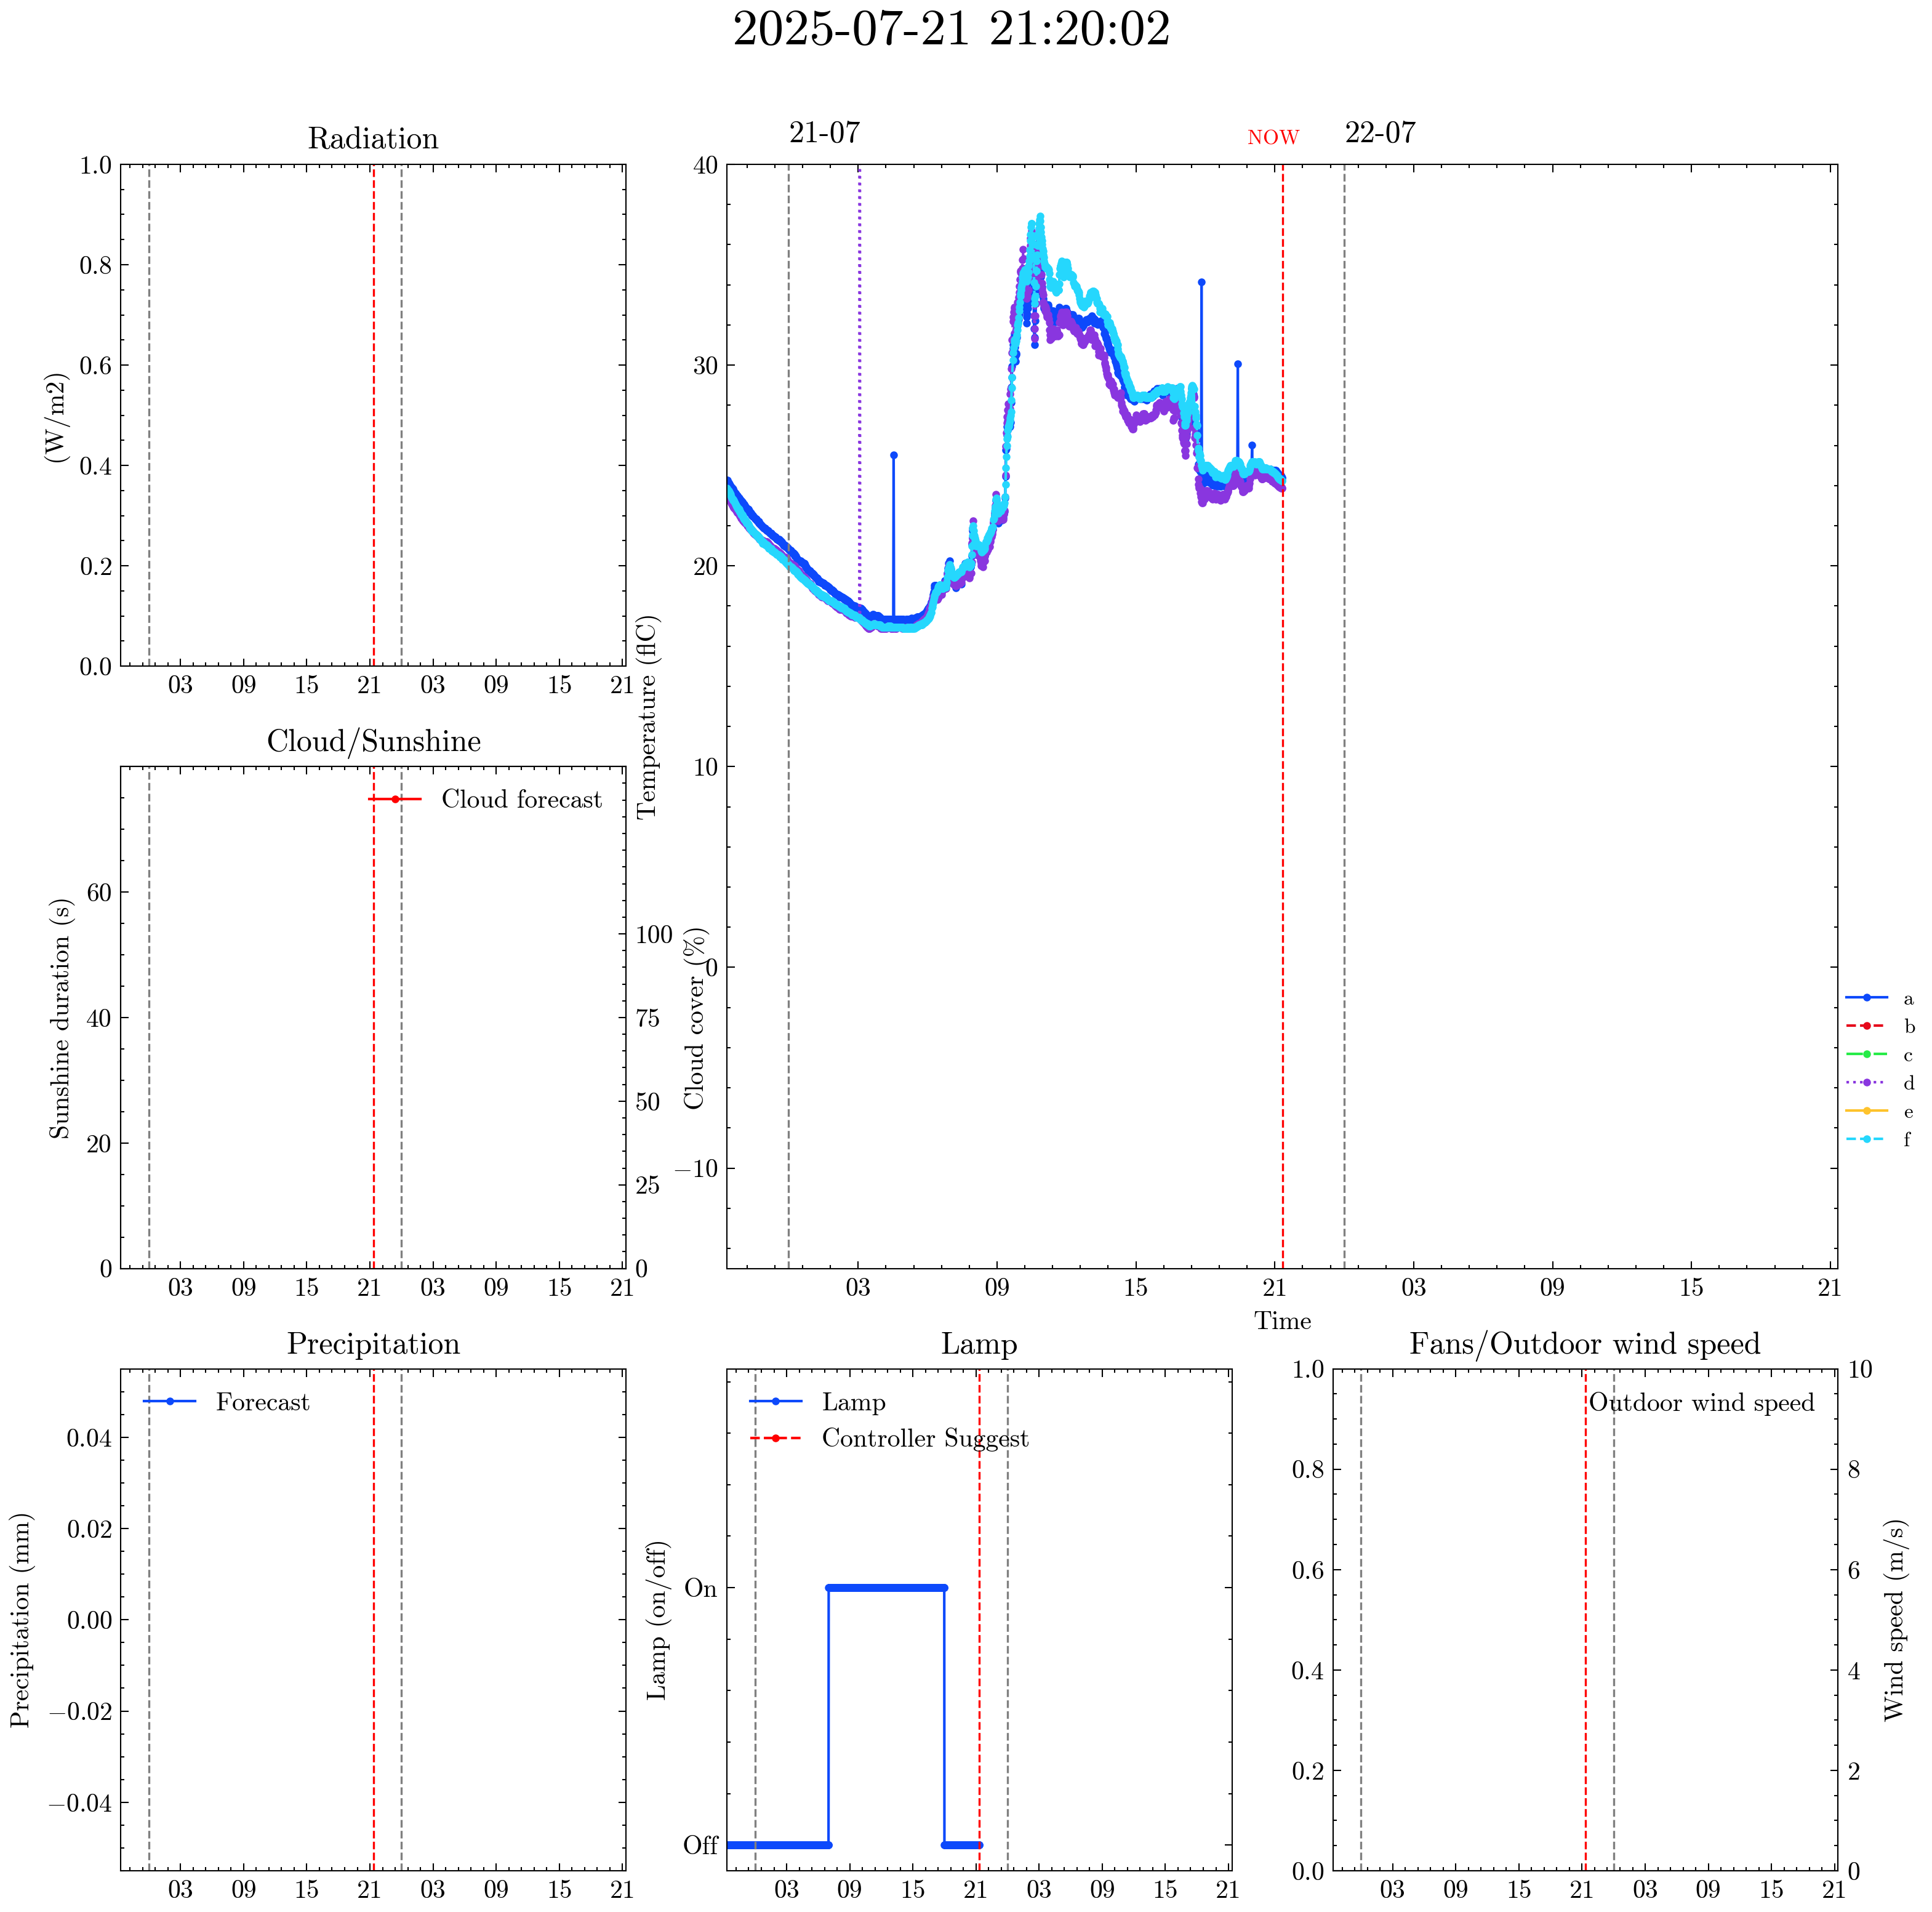 2025-07-21 21:20:02
Radiation
1.0
0.8
0.6
0.4
0.2
0.0
(W/m2)
03 09 15 21 03 09 15 21
21-07
NOW
22-07
40
30
20
10
0
−10
Temperature (flC)
03 09 15 21 03 09 15 21
Time
a
b
c
d
e
f
Cloud/Sunshine
Cloud forecast
60
40
20
0
Sunshine duration (s)
100
75
50
25
0
Cloud cover (%)
03 09 15 21 03 09 15 21
Precipitation
Forecast
0.04
0.02
0.00
−0.02
−0.04
Precipitation (mm)
03 09 15 21 03 09 15 21
Lamp
Lamp
Controller Suggest
On
Off
Lamp (on/off)
03 09 15 21 03 09 15 21
Fans/Outdoor wind speed
Outdoor wind speed
1.0
0.8
0.6
0.4
0.2
0.0
10
8
6
4
2
0
Wind speed (m/s)
03 09 15 21 03 09 15 21